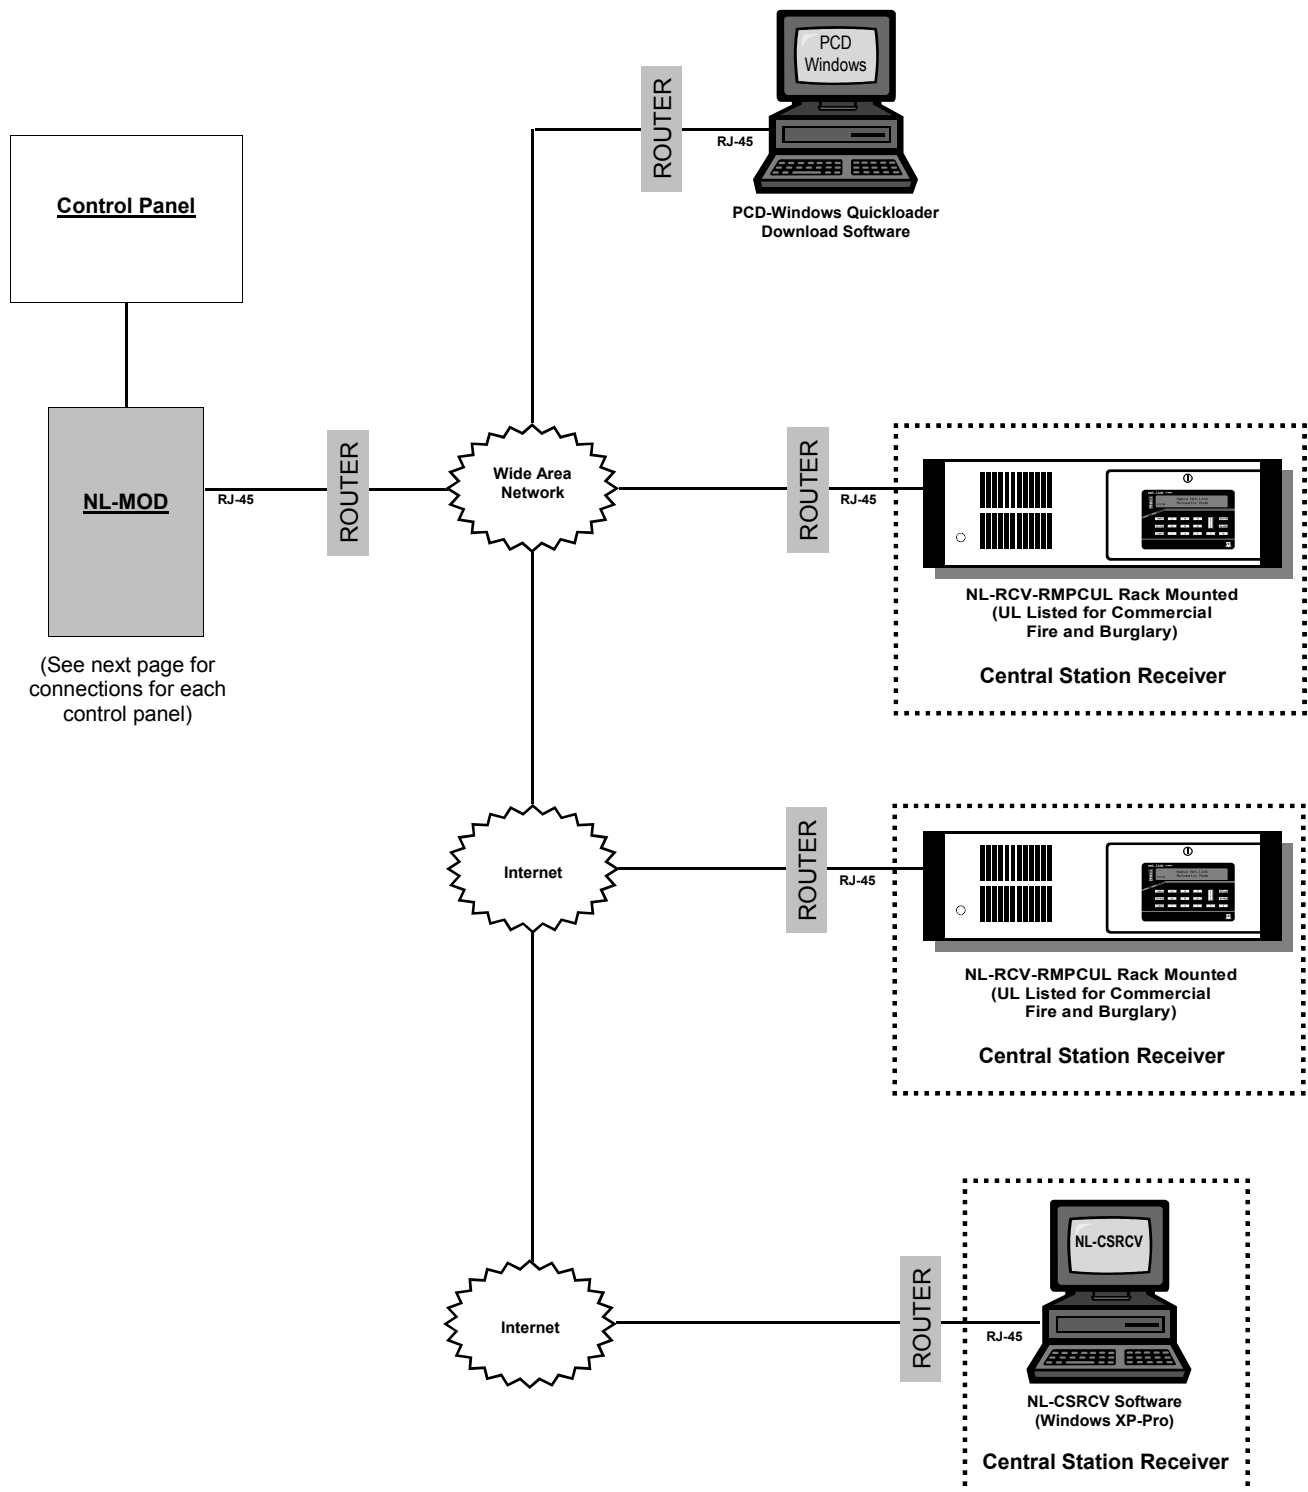 PCD
Windows
ROUTER
RJ-45
PCD-Windows Quickloader
Download Software
Control Panel
NL-MOD
RJ-45
ROUTER
Wide Area
Network
ROUTER
RJ-45
NL-RCV-RMPCUL Rack Mounted
(UL Listed for Commercial
Fire and Burglary)
Central Station Receiver
(See next page for
connections for each
control panel)
Internet
ROUTER
RJ-45
NL-RCV-RMPCUL Rack Mounted
(UL Listed for Commercial
Fire and Burglary)
Central Station Receiver
Internet
ROUTER
RJ-45
NL-CSRCV
NL-CSRCV Software
(Windows XP-Pro)
Central Station Receiver